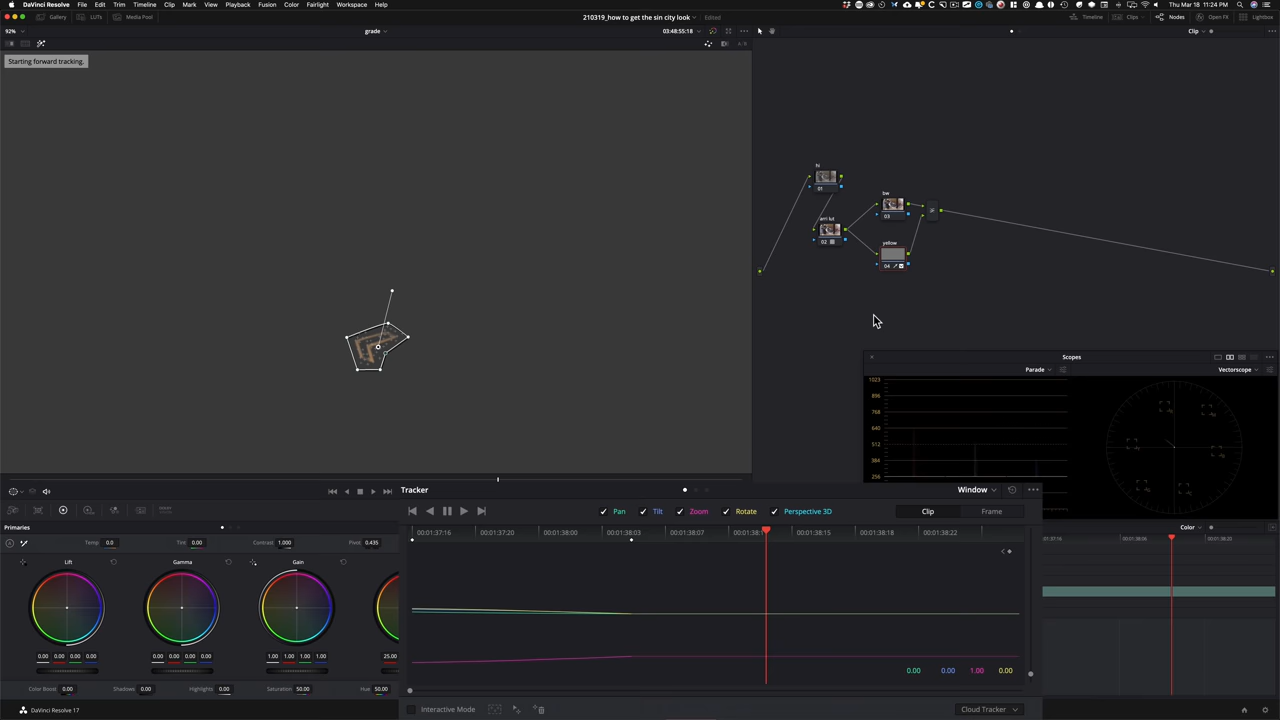 DaVinci Resolve File Edit Trim Timeline Clip Mark View Playback Fusion Color Fairlight Workspace Help Thu Mar 18 11:24 PM
Gallery LUTs Media Pool 210319_how to get the sin city look Edited Timeline Clips Nodes Open FX Lightbox
92% grade 03:48:55:18 Clip
Starting forward tracking.
hi
01
bw
03
arri lut
02
yellow
04
Scopes
Parade Vectorscope
1023
896
768
640
512
384
256
Tracker Window
Pan Tilt Zoom Rotate Perspective 3D Clip Frame
Primaries
Color
00:01:37:16 00:01:37:20 00:01:38:00 00:01:38:03 00:01:38:07 00:01:38:15 00:01:38:18 00:01:38:22
Temp 0.0 Tint 0.00 Contrast 1.000 Pivot 0.435
Lift Gamma Gain
0.00 0.00 0.00 0.00 0.00 0.00 0.00 0.00 1.00 1.00 1.00 1.00 25.00
0.00 0.00 1.00 0.00
Color Boost 0.00 Shadows 0.00 Highlights 0.00 Saturation 50.00 Hue 50.00
DaVinci Resolve 17 Interactive Mode Cloud Tracker